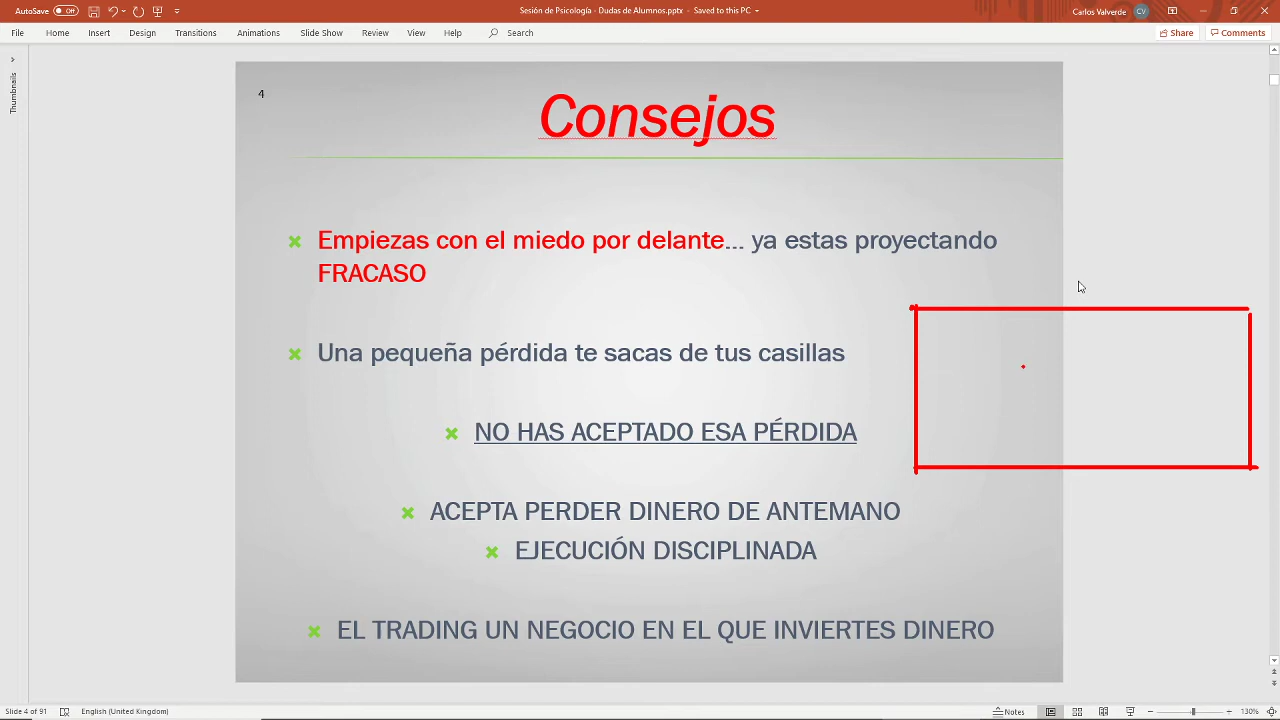 AutoSave Off
Sesión de Psicología - Dudas de Alumnos.pptx - Saved to this PC
Carlos Valverde CV
File Home Insert Design Transitions Animations Slide Show Review View Help Search
Share Comments
Thumbnails
4
Consejos
Empiezas con el miedo por delante... ya estas proyectando
FRACASO
Una pequeña pérdida te sacas de tus casillas
NO HAS ACEPTADO ESA PÉRDIDA
ACEPTA PERDER DINERO DE ANTEMANO
EJECUCIÓN DISCIPLINADA
EL TRADING UN NEGOCIO EN EL QUE INVIERTES DINERO
Slide 4 of 91 English (United Kingdom) Notes 130%